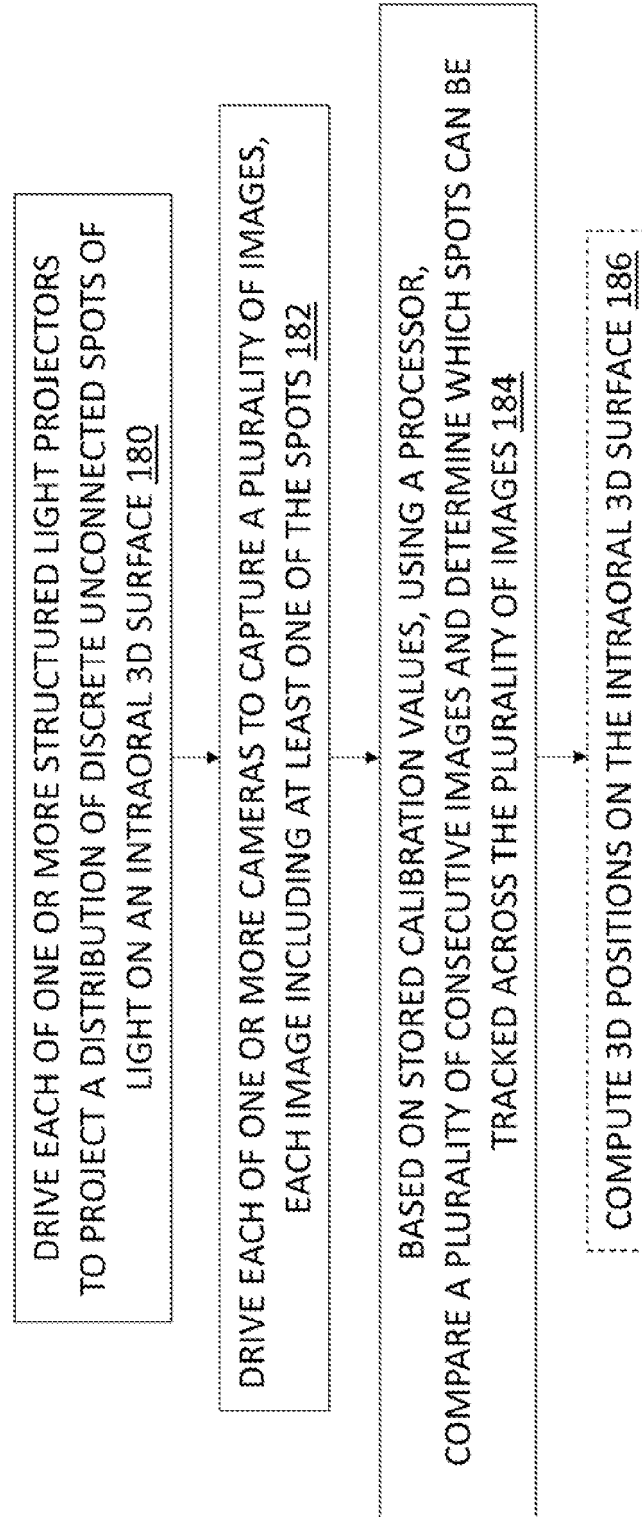 DRIVE EACH OF ONE OR MORE STRUCTURED LIGHT PROJECTORS
TO PROJECT A DISTRIBUTION OF DISCRETE UNCONNECTED SPOTS OF
LIGHT ON AN INTRAORAL 3D SURFACE 180
DRIVE EACH OF ONE OR MORE CAMERAS TO CAPTURE A PLURALITY OF IMAGES,
EACH IMAGE INCLUDING AT LEAST ONE OF THE SPOTS 182
BASED ON STORED CALIBRATION VALUES, USING A PROCESSOR,
COMPARE A PLURALITY OF CONSECUTIVE IMAGES AND DETERMINE WHICH SPOTS CAN BE
TRACKED ACROSS THE PLURALITY OF IMAGES 184
COMPUTE 3D POSITIONS ON THE INTRAORAL 3D SURFACE 186